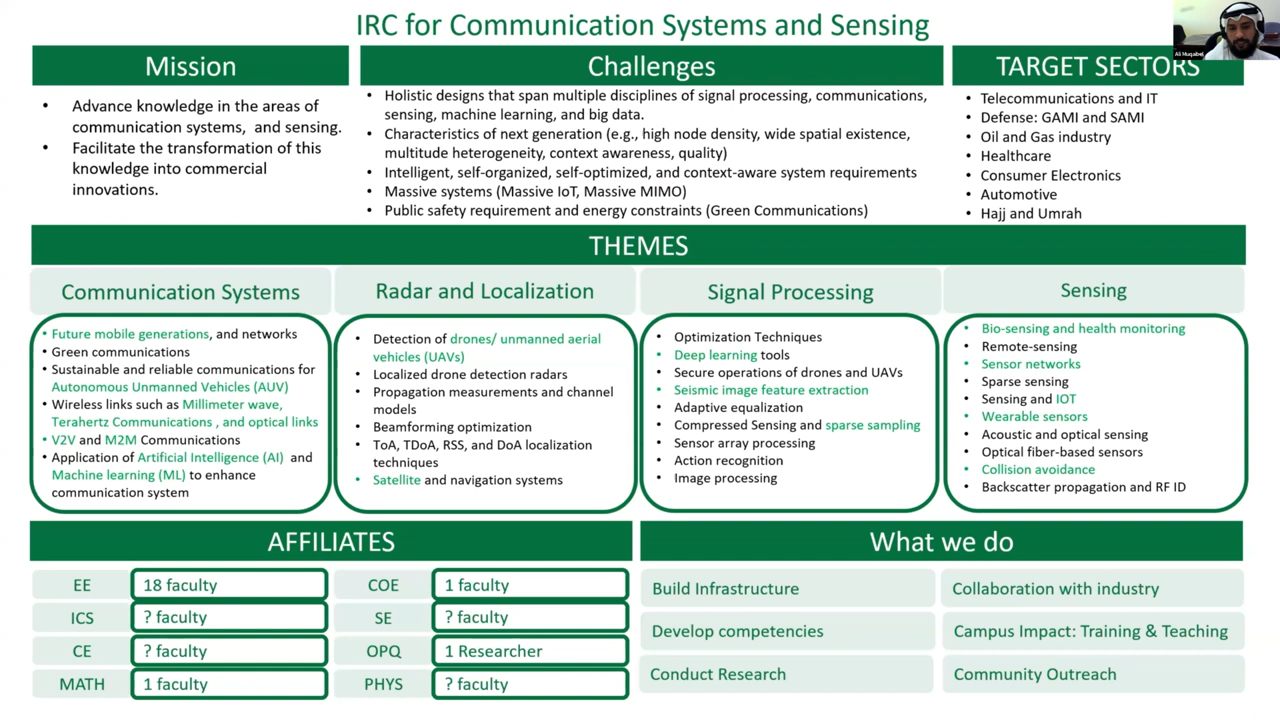 IRC for Communication Systems and Sensing
Ali Muqaibel
Mission
• Advance knowledge in the areas of
communication systems, and sensing.
• Facilitate the transformation of this
knowledge into commercial
innovations.
Challenges
• Holistic designs that span multiple disciplines of signal processing, communications,
sensing, machine learning, and big data.
• Characteristics of next generation (e.g., high node density, wide spatial existence,
multitude heterogeneity, context awareness, quality)
• Intelligent, self-organized, self-optimized, and context-aware system requirements
• Massive systems (Massive IoT, Massive MIMO)
• Public safety requirement and energy constraints (Green Communications)
TARGET SECTORS
• Telecommunications and IT
• Defense: GAMI and SAMI
• Oil and Gas industry
• Healthcare
• Consumer Electronics
• Automotive
• Hajj and Umrah
THEMES
Communication Systems
• Future mobile generations, and networks
• Green communications
• Sustainable and reliable communications for
Autonomous Unmanned Vehicles (AUV)
• Wireless links such as Millimeter wave,
Terahertz Communications , and optical links
• V2V and M2M Communications
• Application of Artificial Intelligence (AI) and
Machine learning (ML) to enhance
communication system
Radar and Localization
• Detection of drones/ unmanned aerial
vehicles (UAVs)
• Localized drone detection radars
• Propagation measurements and channel
models
• Beamforming optimization
• ToA, TDoA, RSS, and DoA localization
techniques
• Satellite and navigation systems
Signal Processing
• Optimization Techniques
• Deep learning tools
• Secure operations of drones and UAVs
• Seismic image feature extraction
• Adaptive equalization
• Compressed Sensing and sparse sampling
• Sensor array processing
• Action recognition
• Image processing
Sensing
• Bio-sensing and health monitoring
• Remote-sensing
• Sensor networks
• Sparse sensing
• Sensing and IOT
• Wearable sensors
• Acoustic and optical sensing
• Optical fiber-based sensors
• Collision avoidance
• Backscatter propagation and RF ID
AFFILIATES
EE 18 faculty COE 1 faculty
ICS ? faculty SE ? faculty
CE ? faculty OPQ 1 Researcher
MATH 1 faculty PHYS ? faculty
What we do
Build Infrastructure Collaboration with industry
Develop competencies Campus Impact: Training & Teaching
Conduct Research Community Outreach